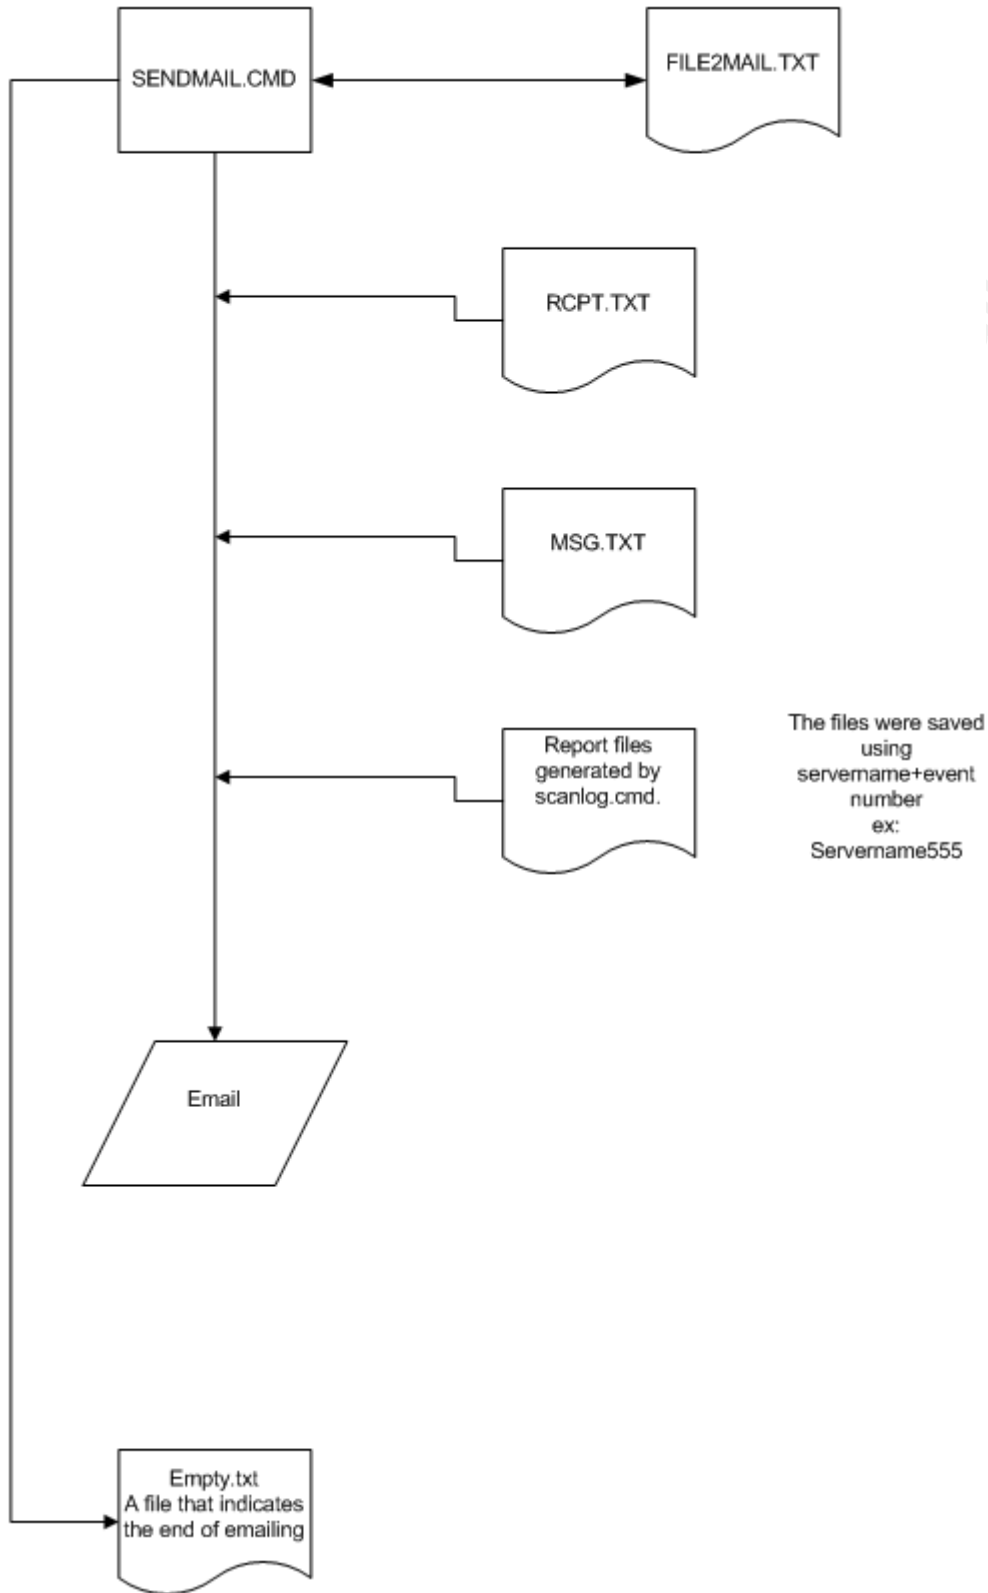 SENDMAIL.CMD
FILE2MAIL.TXT
RCPT.TXT
MSG.TXT
Report files
generated by
scanlog.cmd.
The files were saved
using
servername+event
number
ex:
Servername555
Email
Empty.txt
A file that indicates
the end of emailing